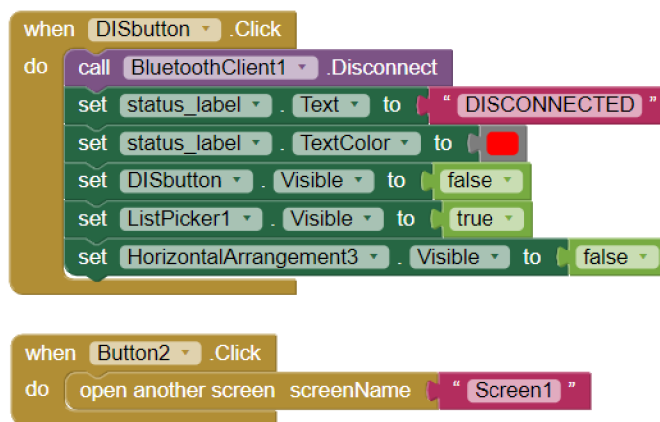 when DISbutton .Click
do call BluetoothClient1 .Disconnect
set status_label . Text to " DISCONNECTED "
set status_label . TextColor to
set DISbutton . Visible to false
set ListPicker1 . Visible to true
set HorizontalArrangement3 . Visible to false
when Button2 .Click
do open another screen screenName " Screen1 "